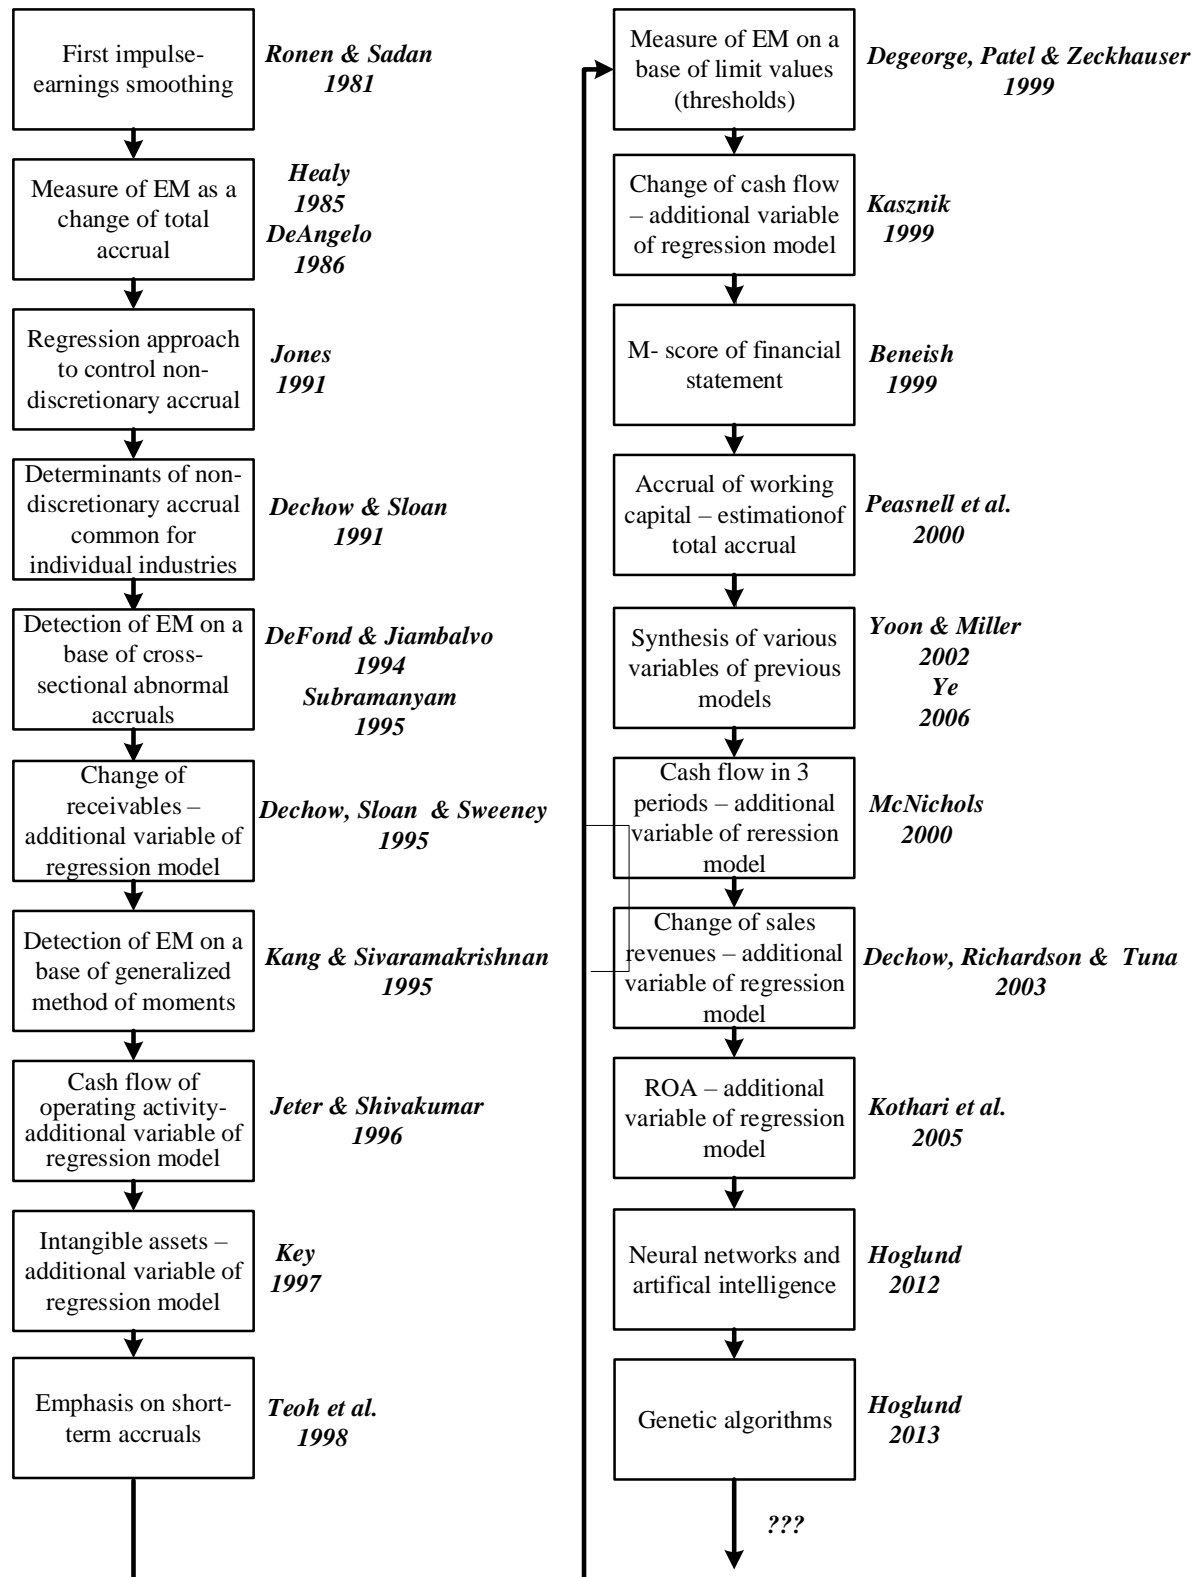 First impulse-
earnings smoothing
Ronen & Sadan
1981
Measure of EM as a
change of total
accrual
Healy
1985
DeAngelo
1986
Regression approach
to control non-
discretionary accrual
Jones
1991
Determinants of non-
discretionary accrual
common for
individual industries
Dechow & Sloan
1991
Detection of EM on a
base of cross-
sectional abnormal
accruals
DeFond & Jiambalvo
1994
Subramanyam
1995
Change of
receivables –
additional variable of
regression model
Dechow, Sloan & Sweeney
1995
Detection of EM on a
base of generalized
method of moments
Kang & Sivaramakrishnan
1995
Cash flow of
operating activity-
additional variable of
regression model
Jeter & Shivakumar
1996
Intangible assets –
additional variable of
regression model
Key
1997
Emphasis on short-
term accruals
Teoh et al.
1998
Measure of EM on a
base of limit values
(thresholds)
Degeorge, Patel & Zeckhauser
1999
Change of cash flow
– additional variable
of regression model
Kasznik
1999
M- score of financial
statement
Beneish
1999
Accrual of working
capital – estimationof
total accrual
Peasnell et al.
2000
Synthesis of various
variables of previous
models
Yoon & Miller
2002
Ye
2006
Cash flow in 3
periods – additional
variable of reression
model
McNichols
2000
Change of sales
revenues – additional
variable of regression
model
Dechow, Richardson & Tuna
2003
ROA – additional
variable of regression
model
Kothari et al.
2005
Neural networks and
artifical intelligence
Hoglund
2012
Genetic algorithms
Hoglund
2013
???